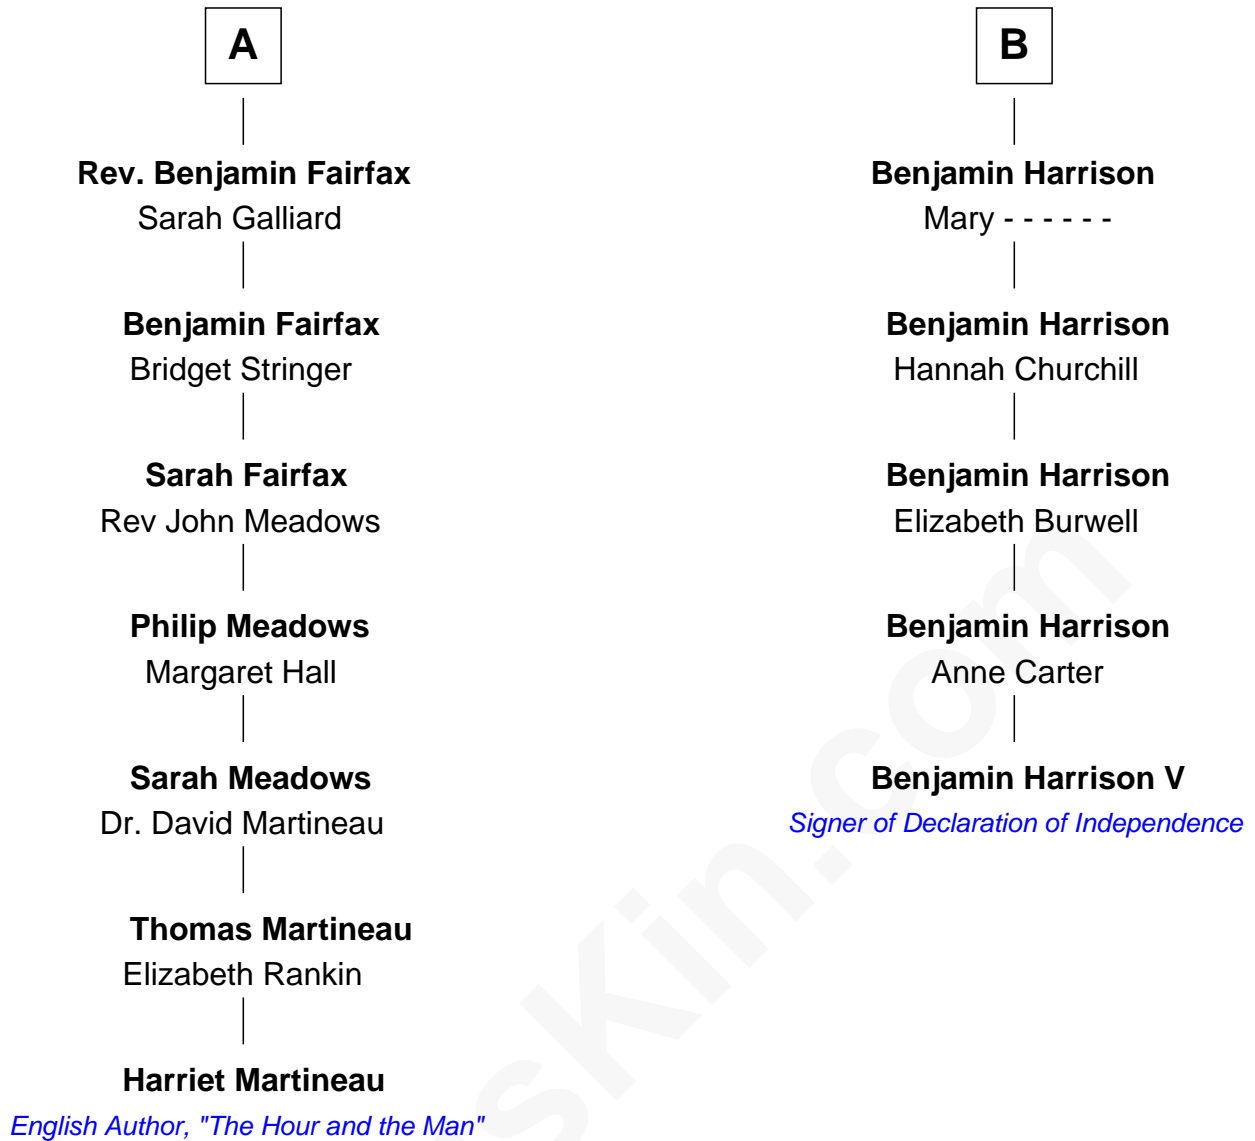 A
Rev. Benjamin Fairfax
Sarah Galliard
Benjamin Fairfax
Bridget Stringer
Sarah Fairfax
Rev John Meadows
Philip Meadows
Margaret Hall
Sarah Meadows
Dr. David Martineau
Thomas Martineau
Elizabeth Rankin
Harriet Martineau
English Author, "The Hour and the Man"
B
Benjamin Harrison
Mary - - - - - -
Benjamin Harrison
Hannah Churchill
Benjamin Harrison
Elizabeth Burwell
Benjamin Harrison
Anne Carter
Benjamin Harrison V
Signer of Declaration of Independence
sKin.com